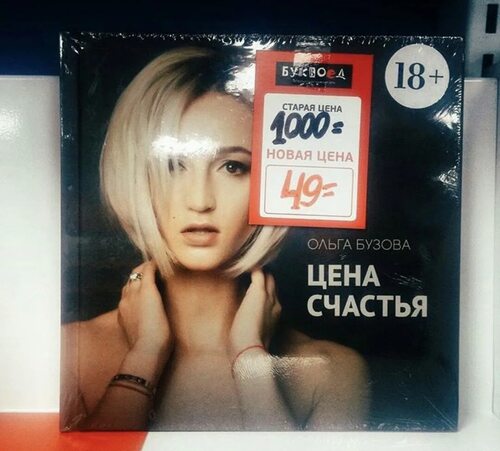 БУКВОЕД
18+
СТАРАЯ ЦЕНА
1000=
НОВАЯ ЦЕНА
49=
ОЛЬГА БУЗОВА
ЦЕНА
СЧАСТЬЯ